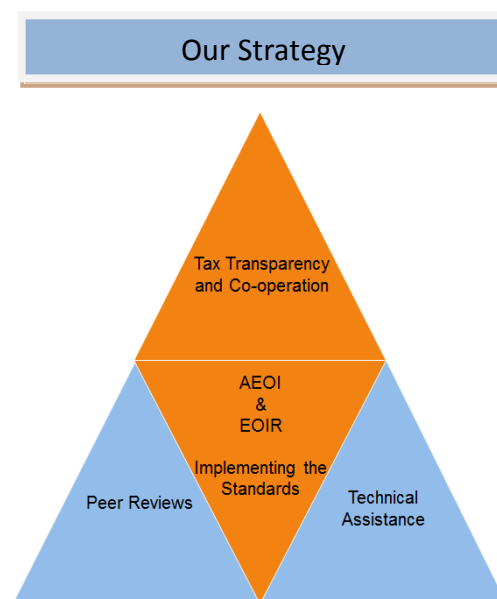 Our Strategy
Tax Transparency
and Co-operation
AEOI
&
EOIR
Implementing the
Standards
Peer Reviews
Technical
Assistance